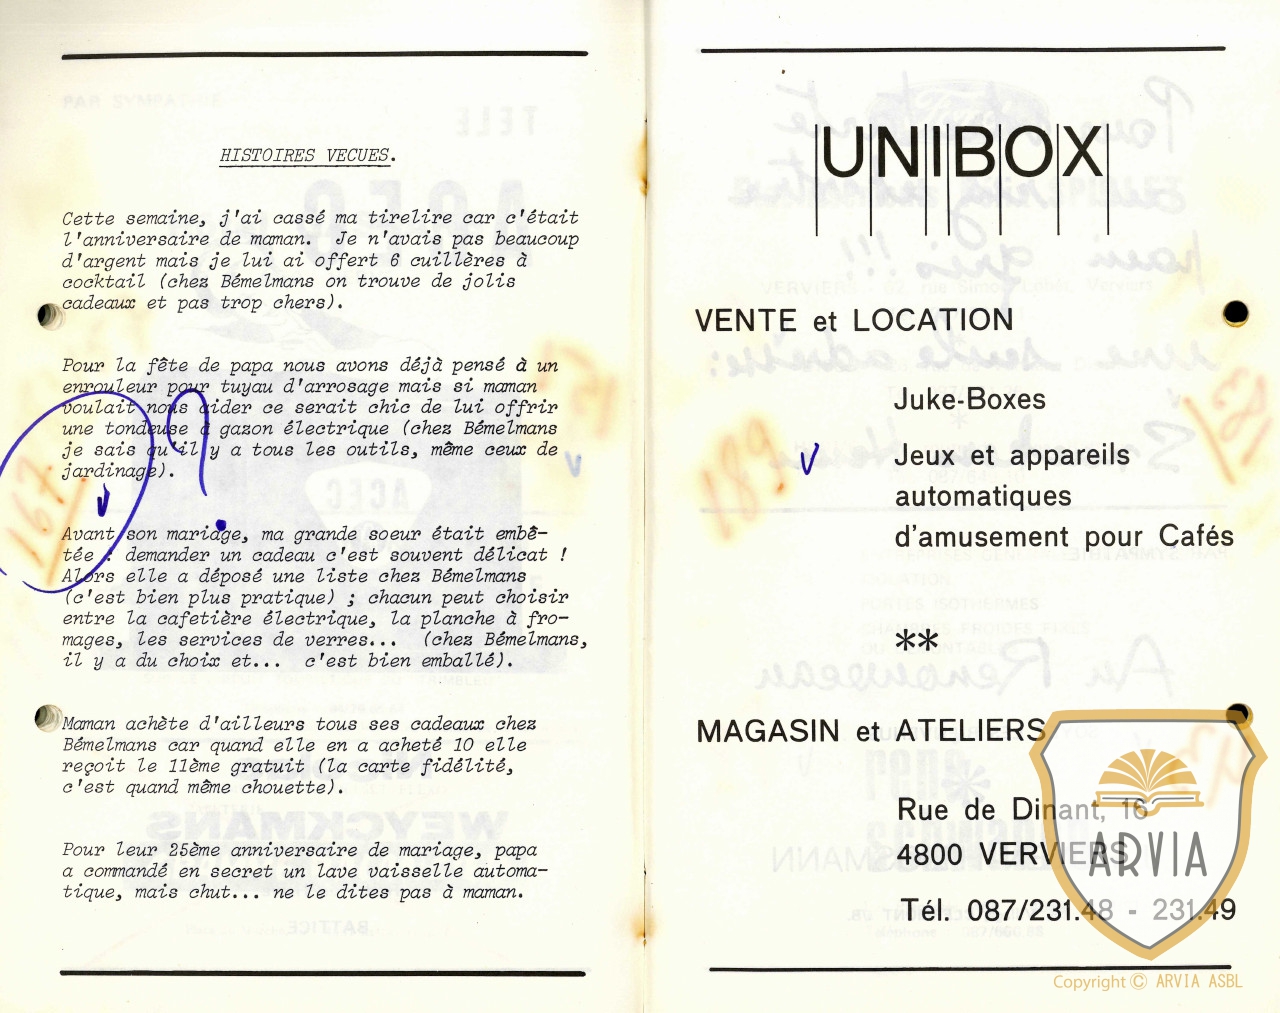 HISTOIRES VECUES.
Cette semaine, j'ai cassé ma tirelire car c'était
l'anniversaire de maman. Je n'avais pas beaucoup
d'argent mais je lui ai offert 6 cuillères à
cocktail (chez Bémelmans on trouve de jolis
cadeaux et pas trop chers).
Pour la fête de papa nous avons déjà pensé à un
enrouleur pour tuyau d'arrosage mais si maman
voulait nous aider ce serait chic de lui offrir
une tondeuse à gazon électrique (chez Bémelmans
je sais qu'il y a tous les outils, même ceux de
jardinage).
167.
?
Avant son mariage, ma grande soeur était embê-
tée : demander un cadeau c'est souvent délicat !
Alors elle a déposé une liste chez Bémelmans
(c'est bien plus pratique) ; chacun peut choisir
entre la cafetière électrique, la planche à fro-
mages, les services de verres... (chez Bémelmans,
il y a du choix et... c'est bien emballé).
Maman achète d'ailleurs tous ses cadeaux chez
Bémelmans car quand elle en a acheté 10 elle
reçoit le 11ème gratuit (la carte fidélité,
c'est quand même chouette).
Pour leur 25ème anniversaire de mariage, papa
a commandé en secret un lave vaisselle automa-
tique, mais chut... ne le dites pas à maman.
UNIBOX
VENTE et LOCATION
Juke-Boxes
189.
Jeux et appareils
automatiques
d'amusement pour Cafés
**
MAGASIN et ATELIERS
Rue de Dinant, 16
4800 VERVIERS
Tél. 087/231.48 - 231.49
ARVIA
Copyright © ARVIA ASBL